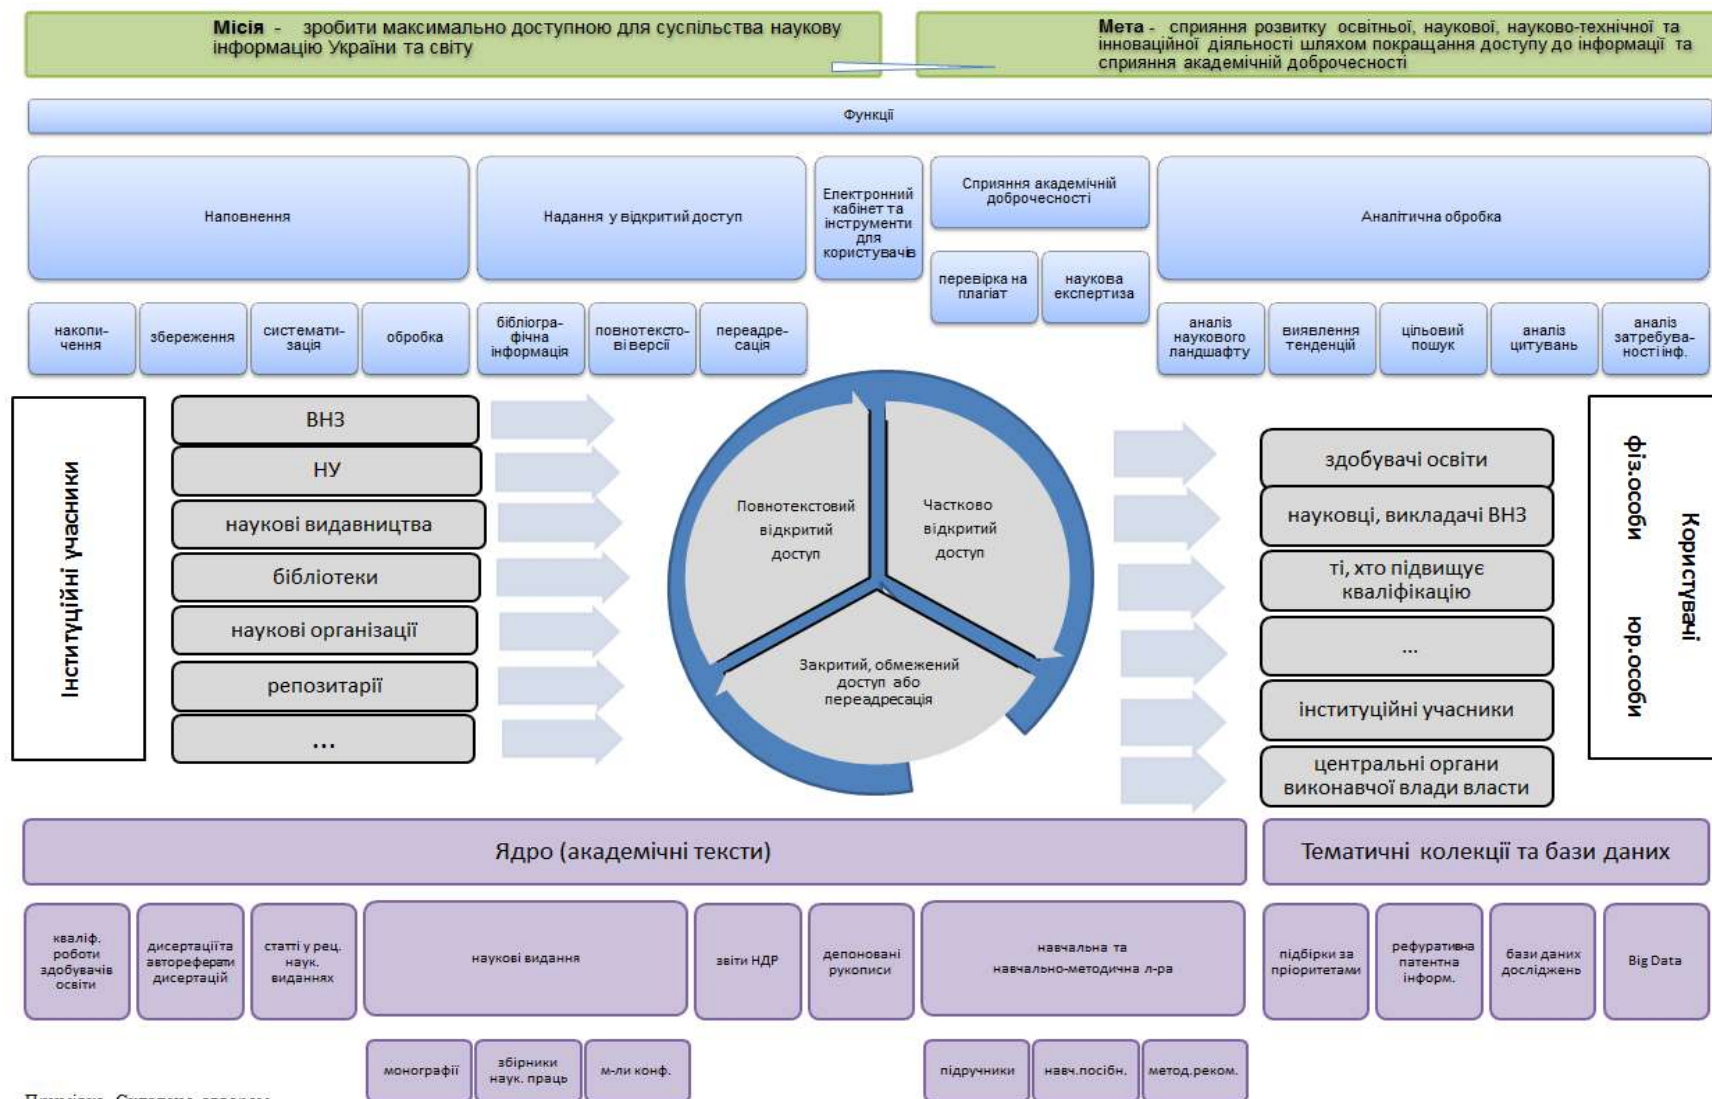 Місія - зробити максимально доступною для суспільства наукову
інформацію України та світу
Мета - сприяння розвитку освітньої, наукової, науково-технічної та
інноваційної діяльності шляхом покращання доступу до інформації та
сприяння академічній доброчесності
Функції
Наповнення
Надання у відкритий доступ
Електронний
кабінет та
інструменти
для
користувачів
Сприяння академічній
доброчесності
Аналітична обробка
перевірка на
плагіат
наукова
експертиза
накопи-
чення
збереження
системати-
зація
обробка
бібліогра-
фічна
інформація
повнотексто-
ві версії
переадре-
сація
аналіз
наукового
ландшафту
виявлення
тенденцій
цільовий
пошук
аналіз
цитувань
аналіз
затребува-
ності інф.
Інституційні учасники
ВНЗ
НУ
наукові видавництва
бібліотеки
наукові організації
репозитарії
...
Повнотекстовий
відкритий
доступ
Частково
відкритий
доступ
Закритий, обмежений
доступ або
переадресація
здобувачі освіти
науковці, викладачі ВНЗ
ті, хто підвищує
кваліфікацію
...
інституційні учасники
центральні органи
виконавчої влади власти
фіз.особи
юр.особи
Користувачі
Ядро (академічні тексти)
Тематичні колекції та бази даних
кваліф.
роботи
здобувачів
освіти
дисертації та
автореферати
дисертацій
статті у рец.
наук.
виданнях
наукові видання
звіти НДР
депоновані
рукописи
навчальна та
навчально-методична л-ра
підбірки за
пріоритетами
рефуративна
патентна
інформ.
бази даних
досліджень
Big Data
монографії
збірники
наук. праць
м-ли конф.
підручники
навч.посібн.
метод.реком.